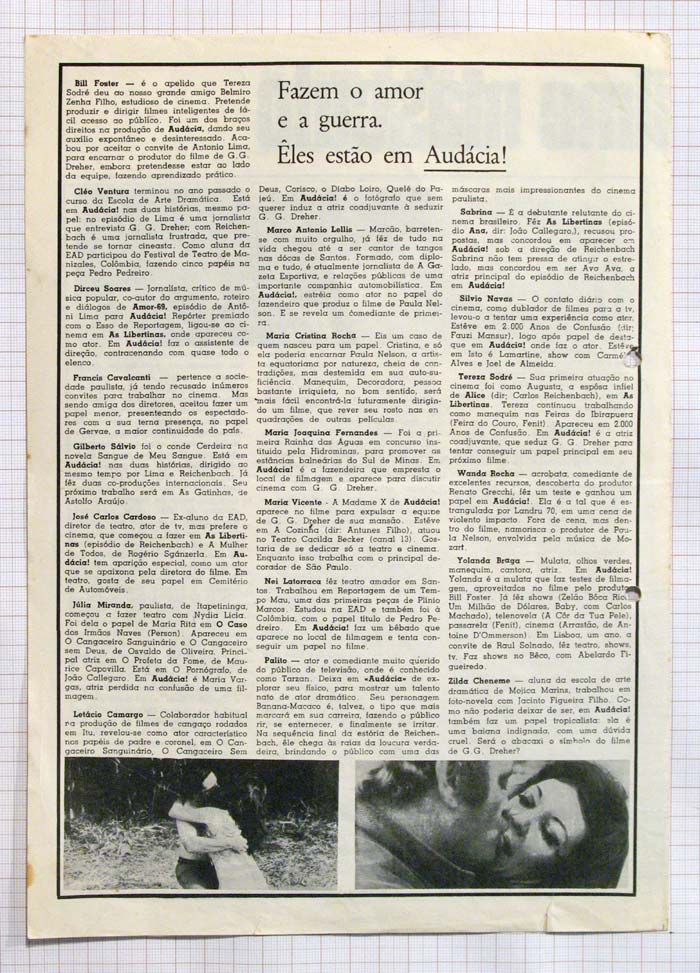 Bill Foster — é o apelido que Tereza
Sodré deu ao nosso grande amigo Belmiro
Zenha Filho, estudioso de cinema. Pretende
produzir e dirigir filmes inteligentes de fá-
cil acesso ao público. Foi um dos braços
direitos na produção de Audácia, dando seu
auxílio expontâneo e desinteressado. Aca-
bou por aceitar o convite de Antonio Lima,
para encarnar o produtor do filme de G.G.
Dreher, embora pretendesse estar ao lado
da equipe, fazendo aprendizado prático.
Fazem o amor
e a guerra.
Êles estão em Audácia!
Cléo Ventura terminou no ano passado o
curso da Escola de Arte Dramática. Está
em Audácia! nas duas histórias, mesmo pa-
pel: no episódio de Lima é uma jornalista
que entrevista G. G. Dreher; com Reichen-
bach é uma jornalista frustrada, que pre-
tende se tornar cineasta. Como aluna da
EAD participou do Festival de Teatro de Ma-
nizales, Colômbia, fazendo cinco papéis na
peça Pedro Pedreiro.
Dirceu Soares — Jornalista, crítico de mú-
sica popular, co-autor do argumento, roteiro
e diálogos de Amor-69, episódio de Antô-
ni Lima para Audácia! Repórter premiado
com o Esso de Reportagem, ligou-se ao ci-
nema em As Libertinas, onde apareceu co-
mo ator. Em Audácia! faz o assistente de
direção, contracenando com quase todo o
elenco.
Francis Cavalcanti — pertence a socie-
dade paulista, já tendo recusado inúmeros
convites para trabalhar no cinema. Mas
sendo amiga dos diretores, aceitou fazer um
papel menor, presenteando os espectado-
res com a sua terna presença, no papel
de Gervae, a maior continuidade do país.
Gilberto Sálvio foi o conde Cerdeira na
novela Sangue de Meu Sangue. Está em
Audácia! nas duas histórias, dirigido ao
mesmo tempo por Lima e Reichenbach. Já
fêz duas co-produções internacionais. Seu
próximo trabalho será em As Gatinhas, de
Astolfo Araújo.
José Carlos Cardoso — Ex-aluno da EAD,
diretor de teatro, ator de tv, mas prefere o
cinema, que começou a fazer em As Liberti-
nas (episódio de Reichenbach) e A Mulher
de Todos, de Rogério Sgánzerla. Em Au-
dácia! tem aparição especial, como um ator
que se apaixona pela diretora do filme. Em
teatro, gosta de seu papel em Cemitério
de Automóveis.
Júlia Miranda, paulista, de Itapetininga,
começou a fazer teatro com Nydia Licia.
Foi dela o papel de Maria Rita em O Caso
dos Irmãos Naves (Person). Apareceu em
O Cangaceiro Sanguinário e O Cangaceiro
sem Deus, de Osvaldo de Oliveira. Princi-
pal atriz em O Profeta da Fome, de Mau-
rice Capovilla. Está em O Pornógrafo, de
João Callegaro. Em Audácia! é Maria Var-
gas, atriz perdida na confusão de uma fil-
magem.
Letácio Camargo — Colaborador habitual
na produção de filmes de cangaço rodados
em Itu, revelou-se como ator característico
nos papéis de padre e coronel, em O Can-
gaceiro Sanguinário, O Cangaceiro Sem
Deus, Corisco, o Diabo Loiro, Quelé do Pa-
jeú. Em Audácia! é o fotógrafo que sem
querer induz a atriz coadjuvante à seduzir
G. G. Dreher.
Marco Antonio Lellis — Marcão, barreten-
se com muito orgulho, já fêz de tudo na
vida chegou até a ser cantor de tangos
nas dócas de Santos. Formado, com diplo-
ma e tudo, é atualmente jornalista de A Ga-
zeta Esportiva, e relações públicas de uma
importante companhia automobilística. Em
Audácia!, estréia como ator no papel do
fazendeiro que produz o filme de Paula Nel-
son. E se revela um comediante de primei-
ra.
Maria Cristina Rocha — Eis um caso de
quem nasceu para um papel. Cristina, e só
ela poderia encarnar Paula Nelson, a artis-
ta equatoriana por natureza, cheia de con-
tradições, mas destemida em sua auto-su-
ficiência. Manequim, Decoradora, pessoa
bastante irriquieta, no bom sentido, será
mais fácil encontrá-la futuramente dirigin-
do um filme, que rever seu rosto nas en-
quadrações de outras películas.
Maria Joaquina Fernandes — Foi a pri-
meira Rainha das Águas em concurso ins-
tituido pela Hidrominas, para promover as
estâncias balneárias do Sul de Minas. Em
Audácia! é a fazendeira que empresta o
local de filmagem e aparece para discutir
cinema com G. G. Dreher.
Maria Vicente - A Madame X de Audácia!
aparece no filme para expulsar a equipe
de G. G. Dreher de sua mansão. Estêve
em A Cozinha (dir: Antunes Filho), atuou
no Teatro Cacilda Becker (canal 13). Gos-
taria de se dedicar só a teatro e cinema.
Enquanto isso trabalha com o principal de-
corador de São Paulo.
Nei Latorraca fêz teatro amador em San-
tos. Trabalhou em Reportagem de um Tem-
po Mau, uma das primeiras peças de Plínio
Marcos. Estudou na EAD e também foi à
Colômbia, com o papel título de Pedro Pe-
dreiro. Em Audácia! faz um bêbado que
aparece no local de filmagem e tenta con-
seguir um papel no filme.
Palito — ator e comediante muito querido
do público de televisão, onde é conhecido
como Tarzan. Deixa em «Audácia» de ex-
plorar seu físico, para mostrar um talento
nato de ator dramático. Seu personagem
Banana-Macaco é, talvez, o tipo que mais
marcará em sua carreira, fazendo o público
rir, se enternecer, e finalmente se irritar.
Na sequência final da estória de Reichen-
bach, êle chega às raias da loucura verda-
deira, brindando o público com uma das
máscaras mais impressionantes do cinema
paulista.
Sabrina — É a debutante relutante do ci-
nema brasileiro. Fêz As Libertinas (episó-
dio Ana, dir: João Callegaro,), recusou pro-
postas, mas concordou em aparecer em
Audácia! sob a direção de Reichenbach
Sabrina não tem pressa de atingir o estre-
lado, mas concordou em ser Ava Ava, a
atriz principal do episódio de Reichenbach
em Audácia!
Silvio Navas — O contato diário com o
cinema, como dublador de filmes para a tv,
levou-o a tentar uma experiência como ator.
Estêve em 2.000 Anos de Confusão (dir:
Fauzi Mansur), logo após papel de desta-
que em Audácia! onde faz o ator. Estêve
em Isto é Lamartine, show com Carmélia
Alves e Joel de Almeida.
Tereza Sodré — Sua primeira atuação no
cinema foi como Augusta, a espôsa infiel
de Alice (dir; Carlos Reichenbach), em As
Libertinas. Tereza continuou trabalhando
como manequim nas Feiras do Ibirapuera
(Feira do Couro, Fenit). Apareceu em 2.000
Anos de Confusão. Em Audácia! é a atriz
coadjuvante, que seduz G. G. Dreher para
tentar conseguir um papel principal em seu
próximo filme.
Wanda Rocha — acrobata, comediante de
excelentes recursos, descoberta do produtor
Renato Grecchi, fêz um teste e ganhou um
papel em Audácia! Ela é a tal que é es-
trangulada por Landru 70, em uma cena de
violento impacto. Fora de cena, mas den-
tro do filme, namorisca o produtor de Pau-
la Nelson, envolvida pela música de Mo-
zart.
Yolanda Braga — Mulata, olhos verdes,
manequim, cantora, atriz. Em Audácia!
Yolanda é a mulata que faz testes de filma-
gem, aproveitados no filme pelo produtor
Bill Foster. Já fêz shows (Zelão Bôca Rica,
Um Milhão de Dólares, Baby, com Carlos
Machado), telenovela (A Côr da Tua Pele),
passarela (Fenit), cinema (Arrastão, de An-
toine D'Ommerson). Em Lisboa, um ano, a
convite de Raul Solnado, fêz teatro, shows,
tv. Faz shows no Bêco, com Abelardo Fi-
gueiredo.
Zilda Cheneme — aluna da escola de arte
dramática de Mojica Marins, trabalhou em
foto-novela com Jacinto Figueira Filho. Co-
mo não poderia deixar de ser, em Audácia!
também faz um papel tropicalista: ela é
uma baiana indignada, com uma dúvida
cruel. Será o abacaxi o símbolo do filme
de G.G. Dreher?